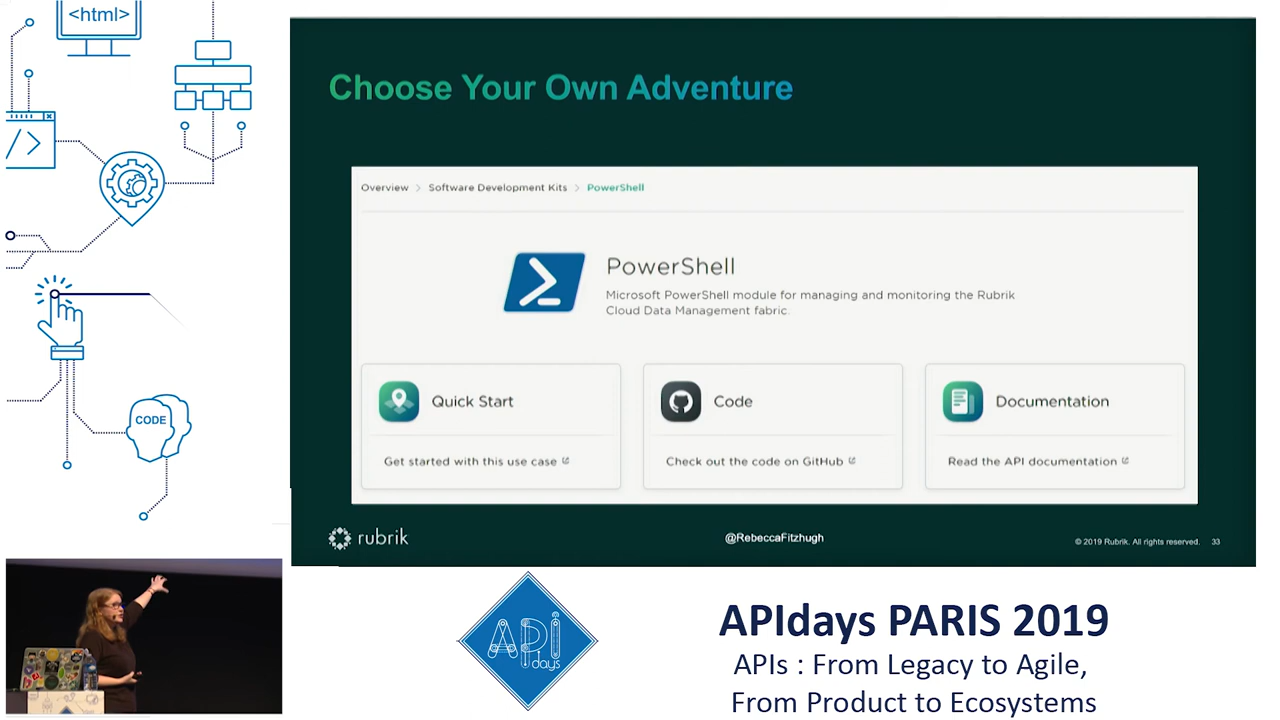 <html>
</>
CODE
Choose Your Own Adventure
Overview > Software Development Kits > PowerShell
PowerShell
Microsoft PowerShell module for managing and monitoring the Rubrik
Cloud Data Management fabric.
Quick Start
Code
Documentation
Get started with this use case
Check out the code on GitHub
Read the API documentation
rubrik
@RebeccaFitzhugh
© 2019 Rubrik. All rights reserved. 33
API
days
APIdays PARIS 2019
APIs : From Legacy to Agile,
From Product to Ecosystems